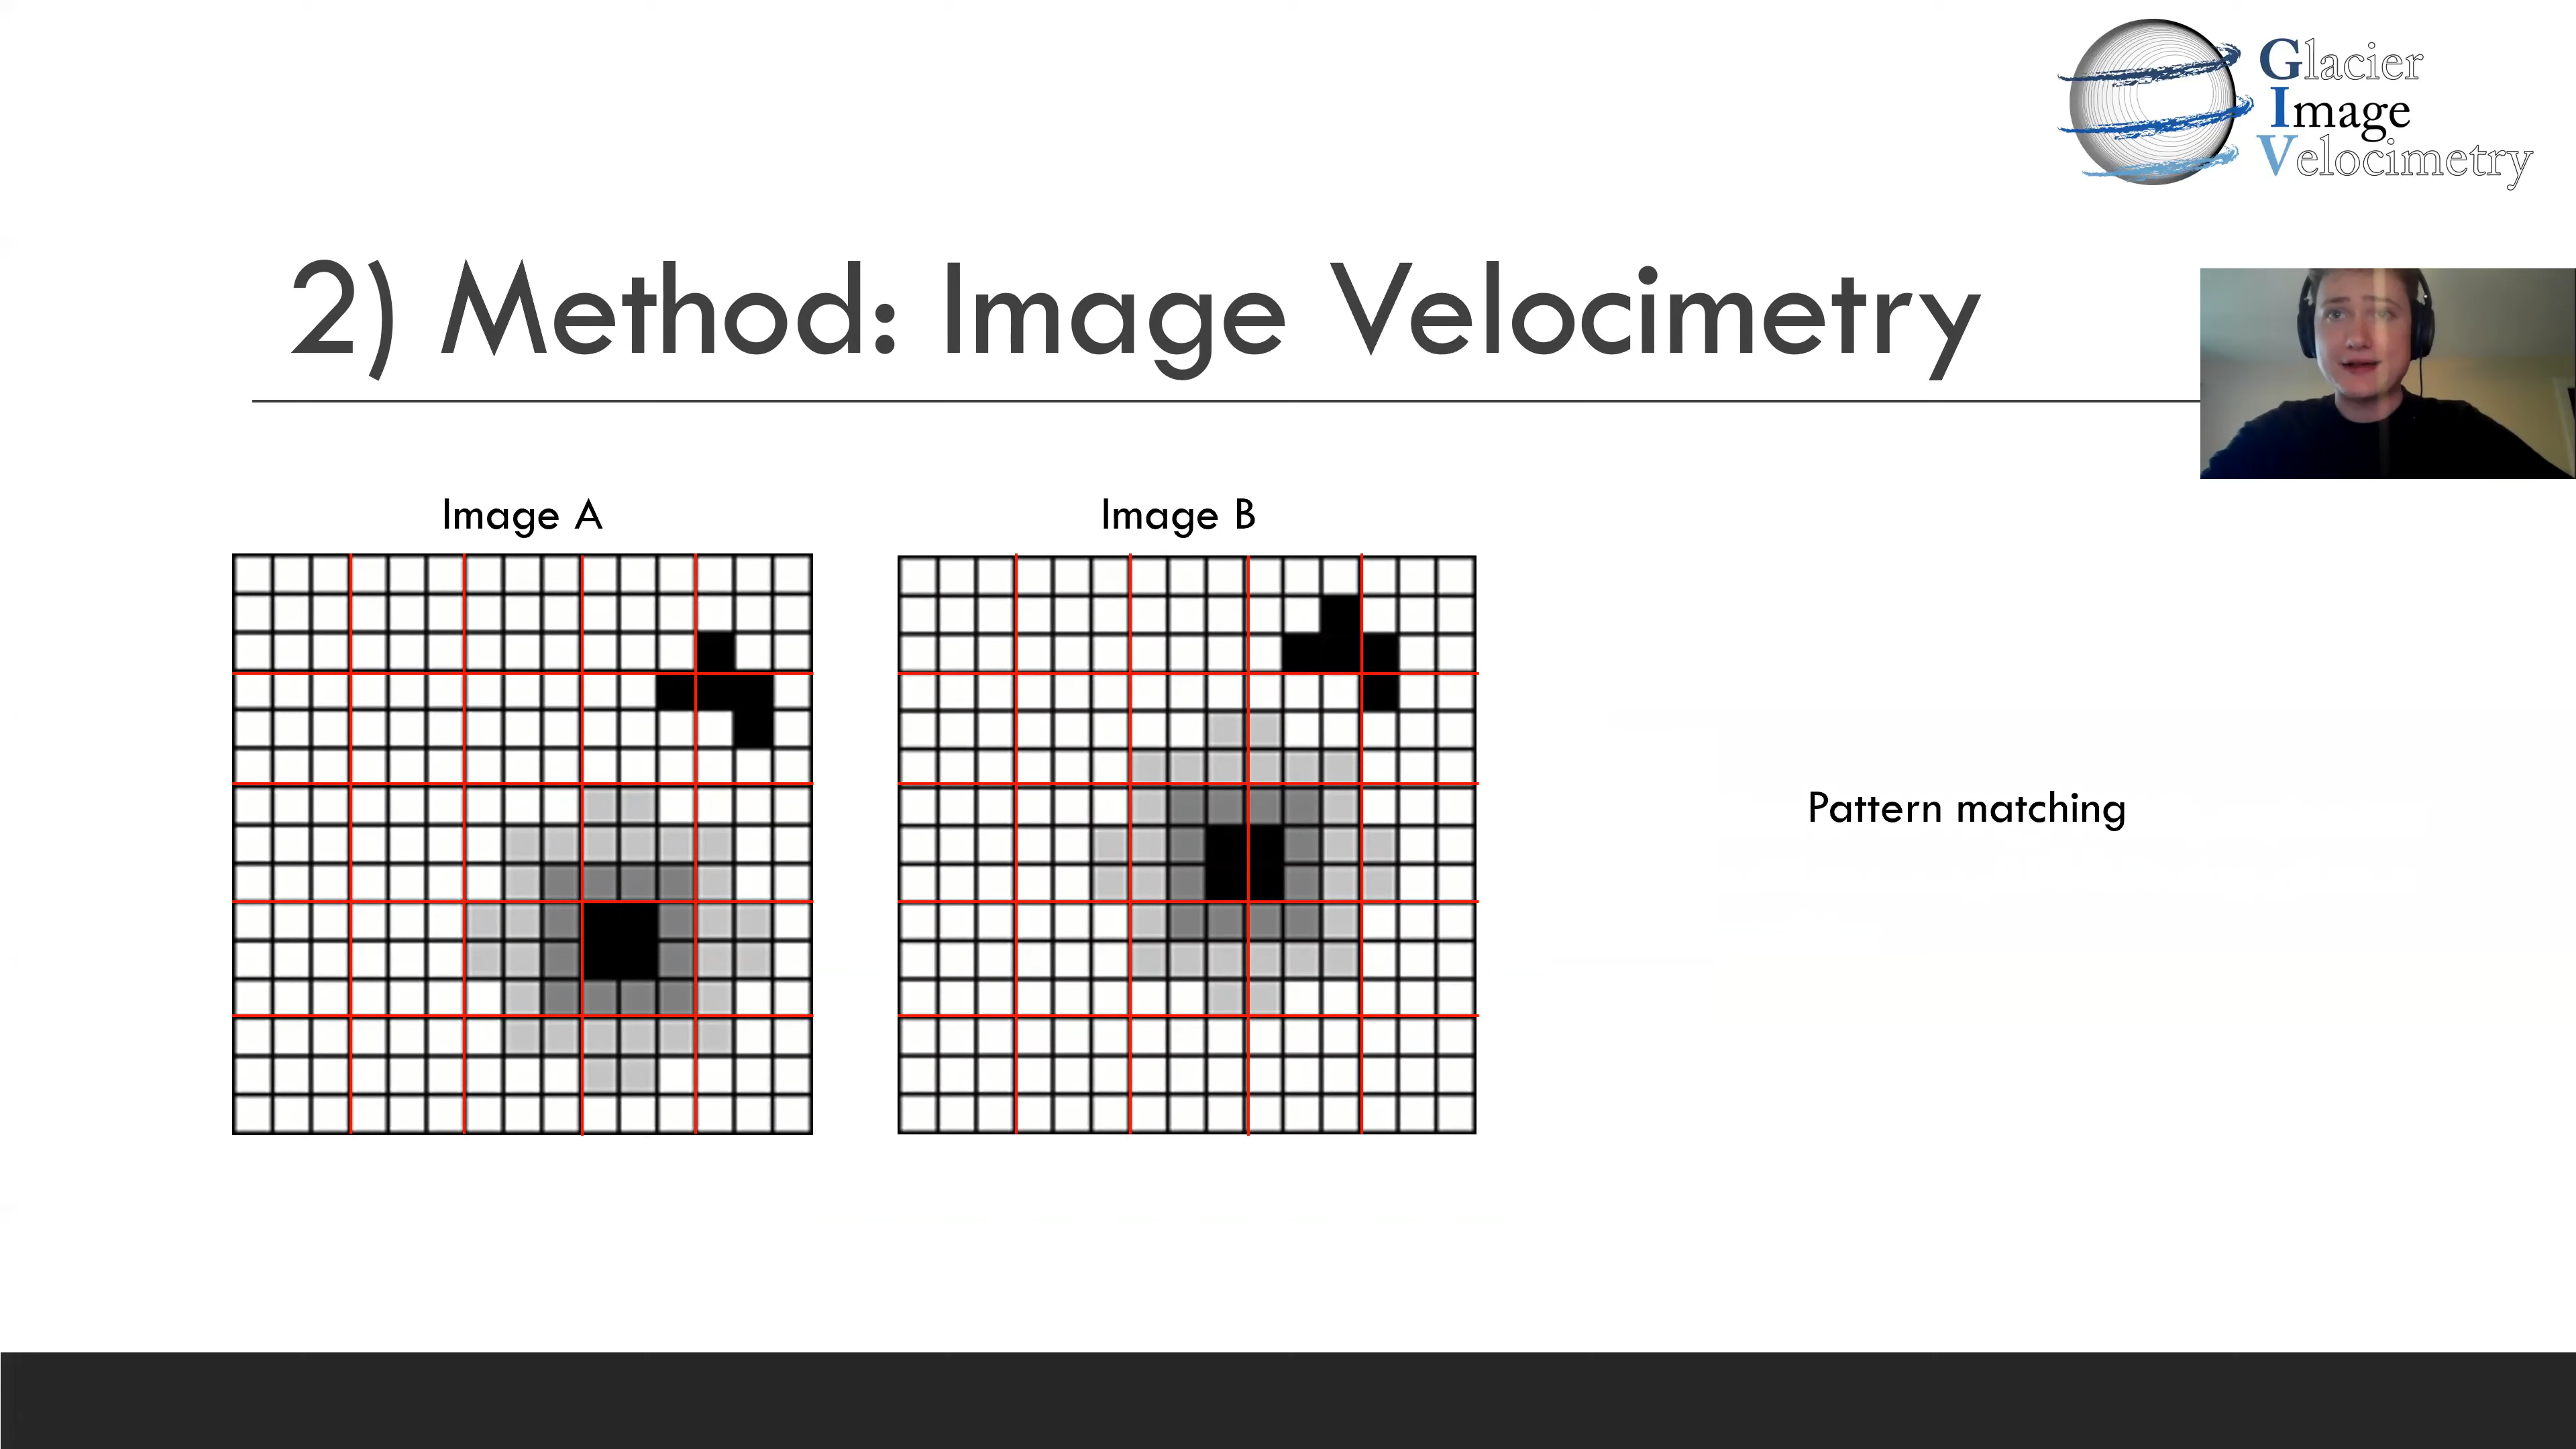 Glacier
Image
Velocimetry
2) Method: Image Velocimetry
Image A
Image B
Pattern matching